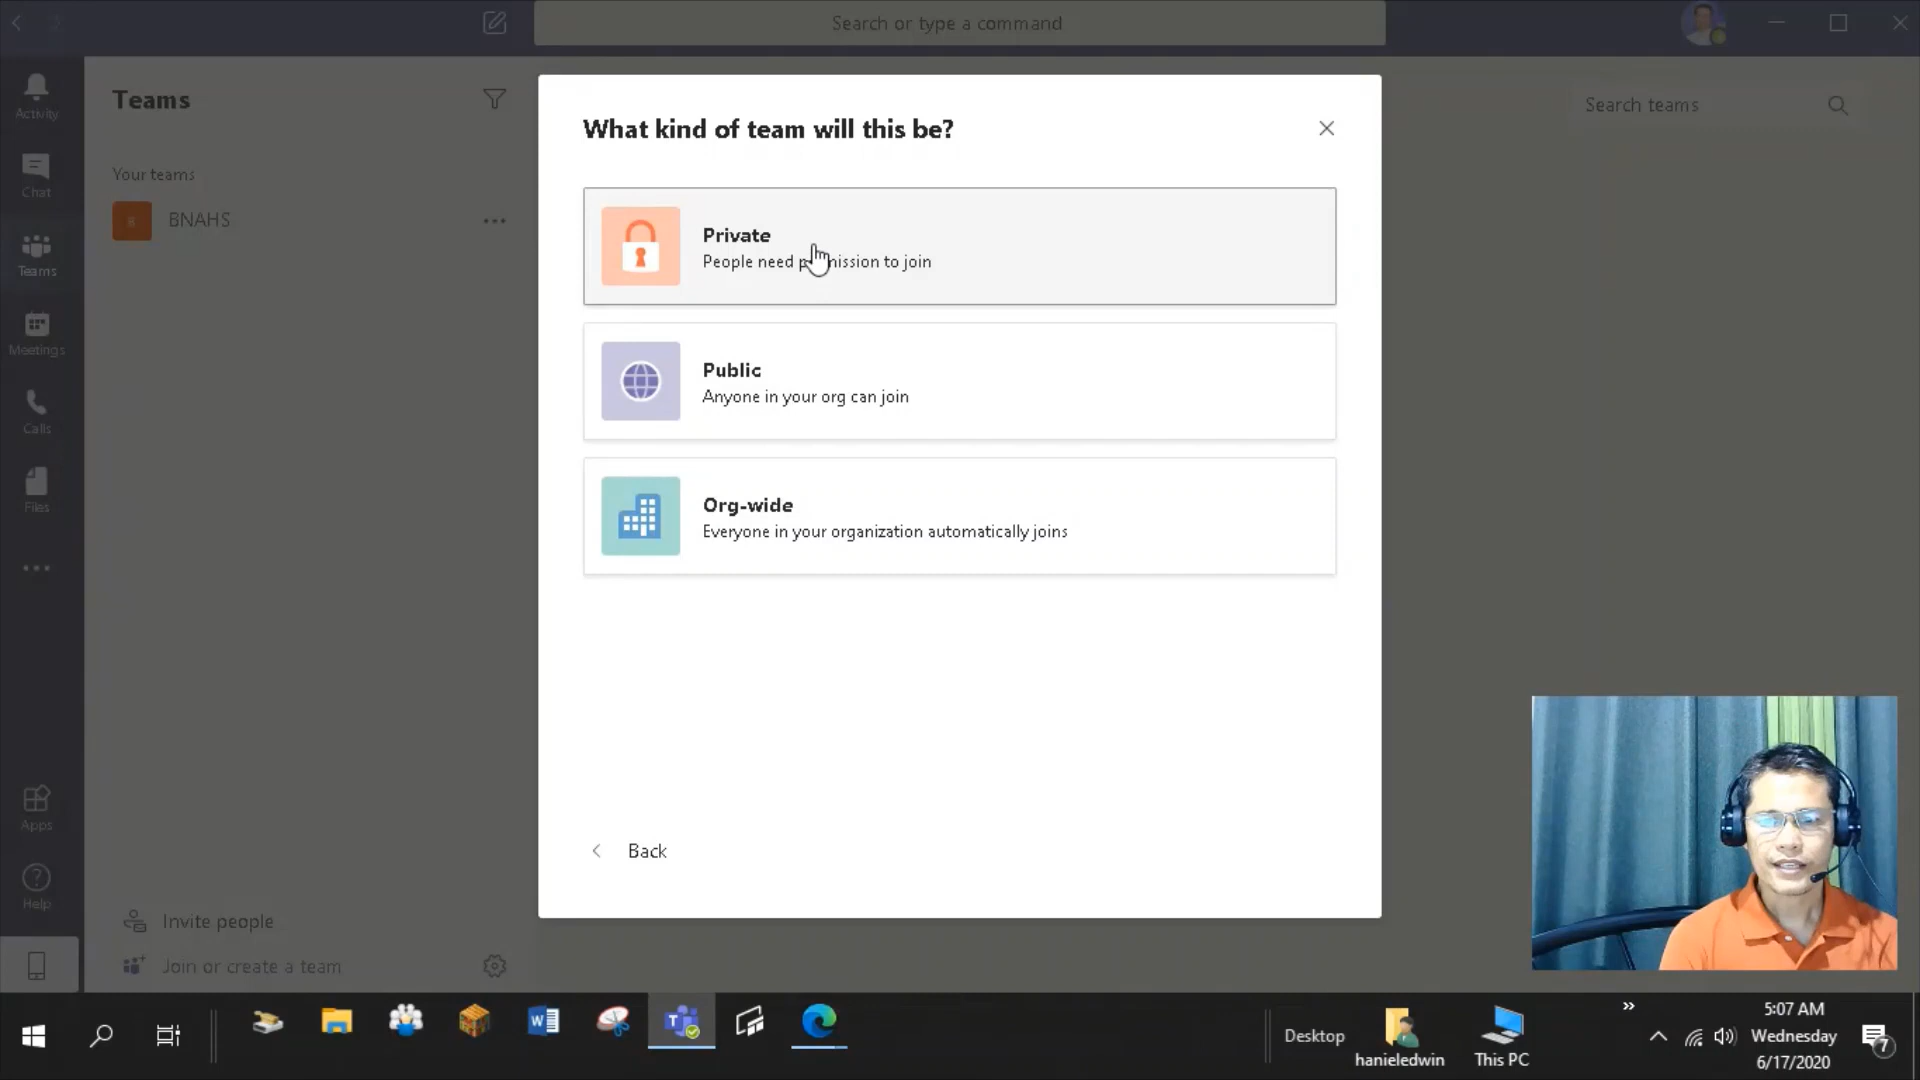 Search or type a command
Activity
Chat
Teams
Meetings
Calls
Files
Apps
Help
Teams
Your teams
BNAHS
Invite people
Join or create a team
Search teams
What kind of team will this be?
Private
People need p mission to join
Public
Anyone in your org can join
Org-wide
Everyone in your organization automatically joins
Back
Desktop
hanieledwin
This PC
5:07 AM
Wednesday
6/17/2020
7